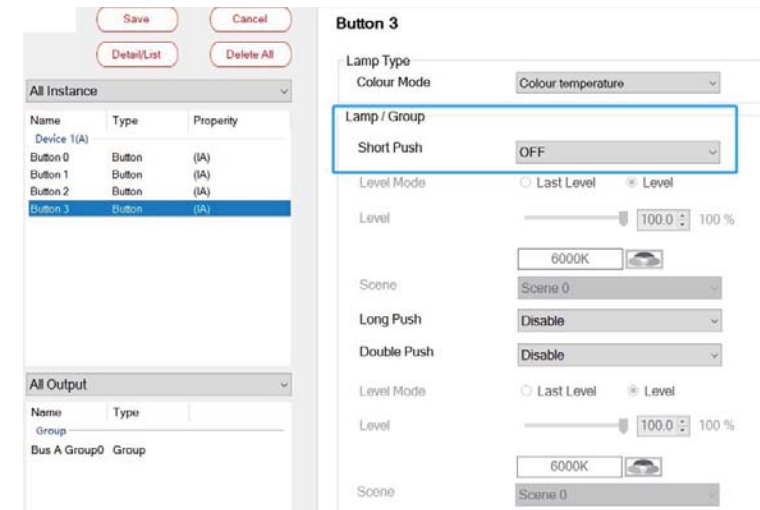 Save Cancel
Detail/List Delete All
All Instance
Name Type Properity
Device 1(A)
Button 0 Button (IA)
Button 1 Button (IA)
Button 2 Button (IA)
Button 3 Button (IA)
All Output
Name Type
Group
Bus A Group0 Group
Button 3
Lamp Type
Colour Mode Colour temperature
Lamp / Group
Short Push OFF
Level Mode Last Level Level
Level 100.0 100 %
6000K
Scene Scene 0
Long Push Disable
Double Push Disable
Level Mode Last Level Level
Level 100.0 100 %
6000K
Scene Scene 0